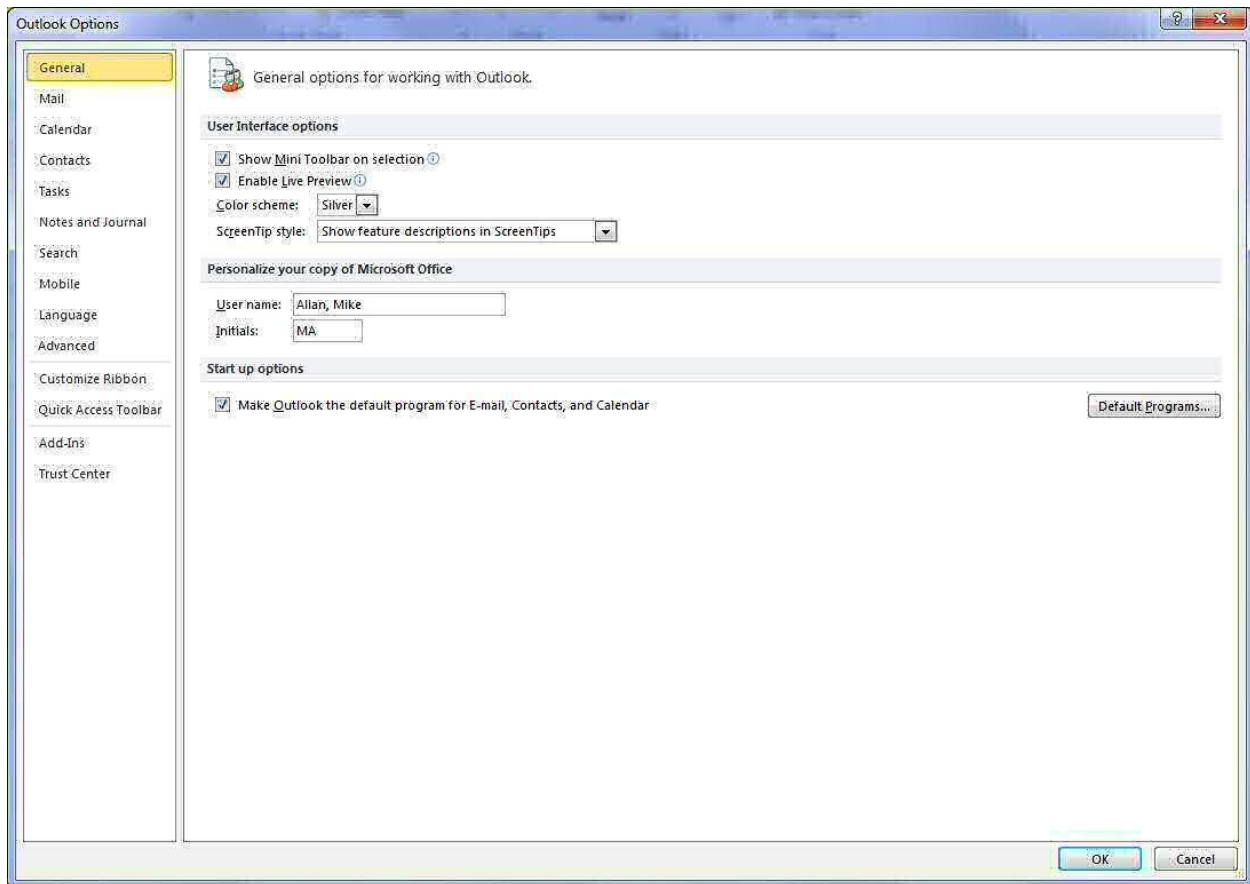 Outlook Options
General
Mail
Calendar
Contacts
Tasks
Notes and Journal
Search
Mobile
Language
Advanced
Customize Ribbon
Quick Access Toolbar
Add-Ins
Trust Center
General options for working with Outlook.
User Interface options
Show Mini Toolbar on selection
Enable Live Preview
Color scheme: Silver
ScreenTip style: Show feature descriptions in ScreenTips
Personalize your copy of Microsoft Office
User name: Allan, Mike
Initials: MA
Start up options
Make Outlook the default program for E-mail, Contacts, and Calendar Default Programs...
OK Cancel